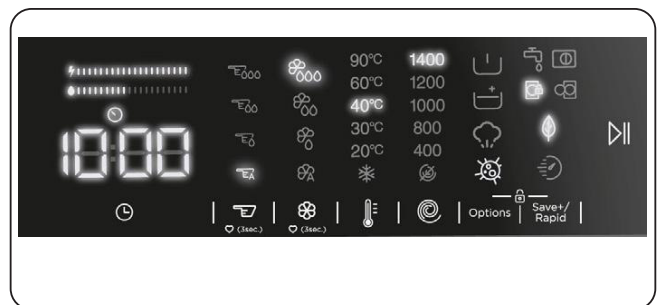 90°C
1400
60°C
1200
40°C
1000
30°C
800
20°C
400
A
A
10:00
Options
Save+/
Rapid
(3sec.)
(3sec.)